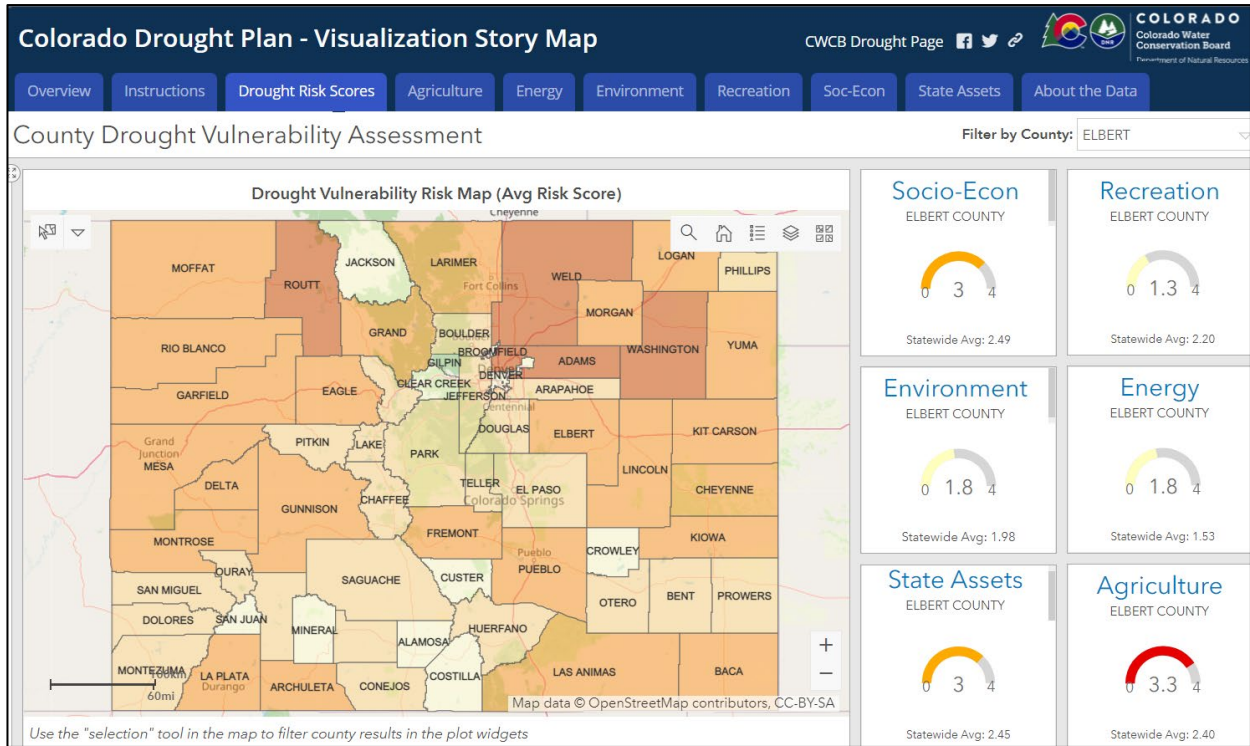 Colorado Drought Plan - Visualization Story Map
CWCB Drought Page
COLORADO
Colorado Water
Conservation Board
Department of Natural Resources
DNR
Overview
Instructions
Drought Risk Scores
Agriculture
Energy
Environment
Recreation
Soc-Econ
State Assets
About the Data
County Drought Vulnerability Assessment
Filter by County: ELBERT
Drought Vulnerability Risk Map (Avg Risk Score)
Cheyenne
MOFFAT
ROUTT
JACKSON
LARIMER
Fort Collins
WELD
LOGAN
PHILLIPS
MORGAN
GRAND
BOULDER
RIO BLANCO
BROOMFIELD
GILPIN
ADAMS
WASHINGTON
YUMA
DENVER
CLEAR CREEK
JEFFERSON
ARAPAHOE
GARFIELD
EAGLE
Centennial
DOUGLAS
ELBERT
KIT CARSON
Grand
Junction
MESA
PITKIN
LAKE
PARK
LINCOLN
DELTA
TELLER
EL PASO
Colorado Springs
CHEYENNE
GUNNISON
CHAFFEE
FREMONT
MONTROSE
Pueblo
PUEBLO
CROWLEY
KIOWA
OURAY
SAGUACHE
CUSTER
SAN MIGUEL
OTERO
BENT
PROWERS
DOLORES
SAN JUAN
MINERAL
ALAMOSA
HUERFANO
MONTEZUMA
100km
60mi
LA PLATA
Durango
ARCHULETA
CONEJOS
COSTILLA
LAS ANIMAS
BACA
+
−
Map data © OpenStreetMap contributors, CC-BY-SA
Use the "selection" tool in the map to filter county results in the plot widgets
Socio-Econ
ELBERT COUNTY
0 3 4
Statewide Avg: 2.49
Recreation
ELBERT COUNTY
0 1.3 4
Statewide Avg: 2.20
Environment
ELBERT COUNTY
0 1.8 4
Statewide Avg: 1.98
Energy
ELBERT COUNTY
0 1.8 4
Statewide Avg: 1.53
State Assets
ELBERT COUNTY
0 3 4
Statewide Avg: 2.45
Agriculture
ELBERT COUNTY
0 3.3 4
Statewide Avg: 2.40